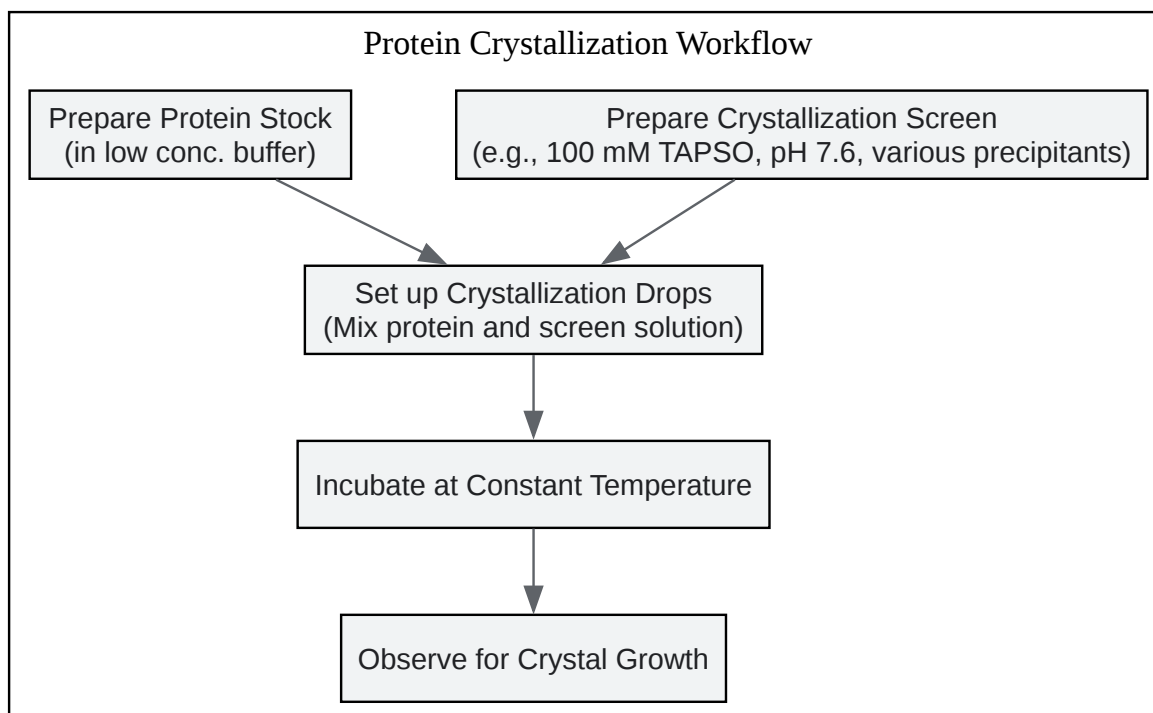 Protein Crystallization Workflow
Prepare Protein Stock
(in low conc. buffer)
Prepare Crystallization Screen
(e.g., 100 mM TAPSO, pH 7.6, various precipitants)
Set up Crystallization Drops
(Mix protein and screen solution)
Incubate at Constant Temperature
Observe for Crystal Growth